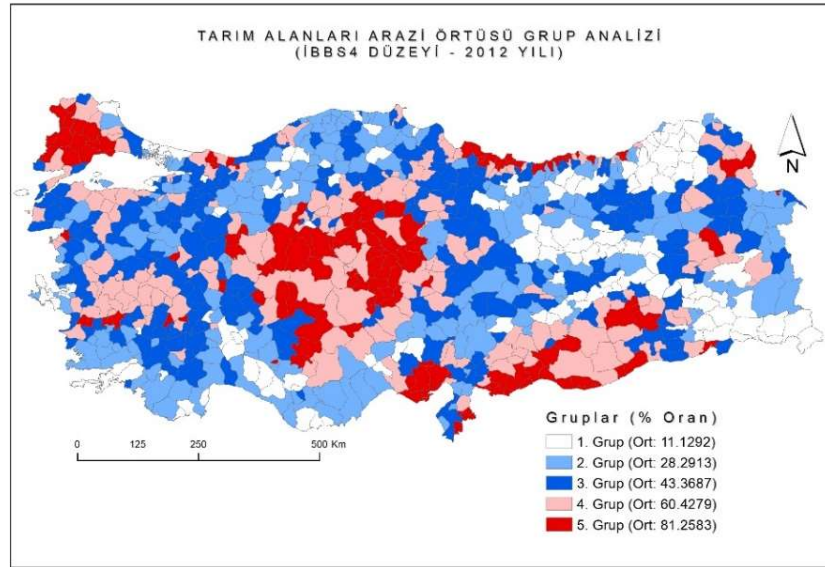 TARIM ALANLARI ARAZİ ÖRTÜSÜ GRUP ANALİZİ
(İBBS4 DÜZEYİ - 2012 YILI)
N
Gruplar (% Oran)
1. Grup (Ort: 11.1292)
2. Grup (Ort: 28.2913)
3. Grup (Ort: 43.3687)
4. Grup (Ort: 60.4279)
5. Grup (Ort: 81.2583)
0 125 250 500 Km